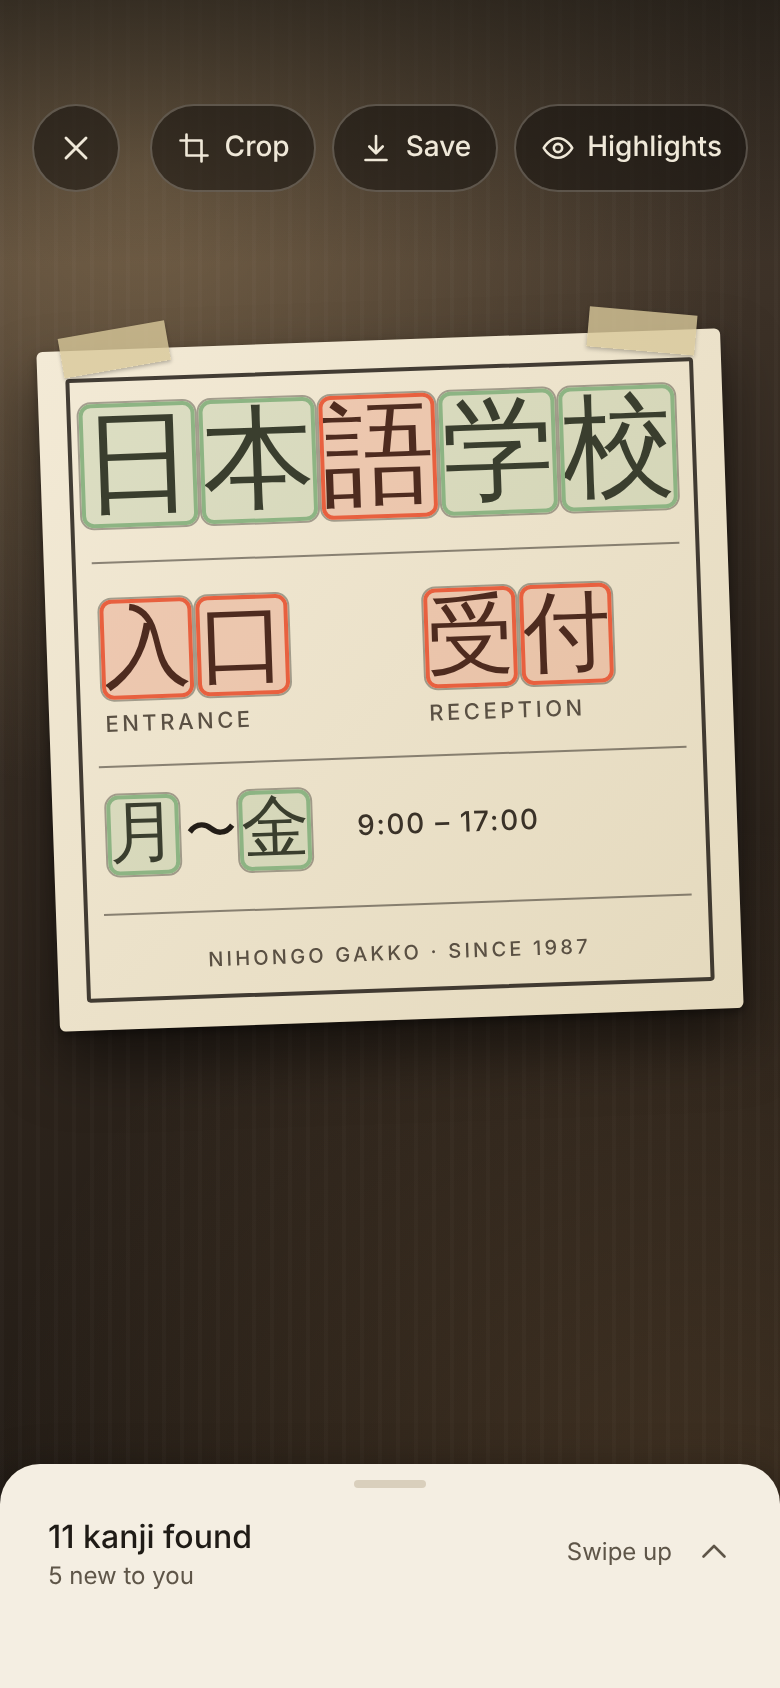 Crop Save Highlights
日本語学校
入口 受付
ENTRANCE RECEPTION
月〜金 9:00 – 17:00
NIHONGO GAKKO · SINCE 1987
11 kanji found
5 new to you
Swipe up